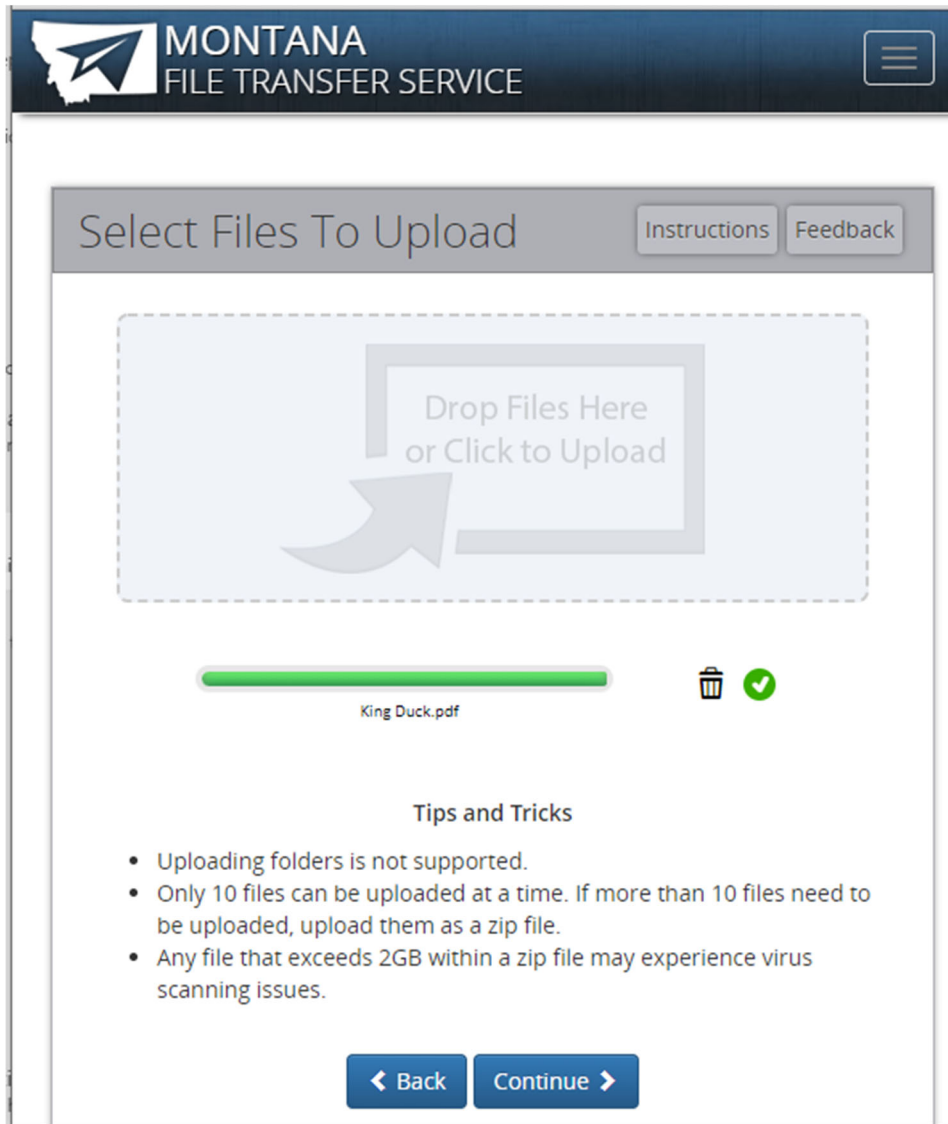 MONTANA
FILE TRANSFER SERVICE
Select Files To Upload
Instructions
Feedback
Drop Files Here
or Click to Upload
King Duck.pdf
Tips and Tricks
• Uploading folders is not supported.
• Only 10 files can be uploaded at a time. If more than 10 files need to
be uploaded, upload them as a zip file.
• Any file that exceeds 2GB within a zip file may experience virus
scanning issues.
Back
Continue